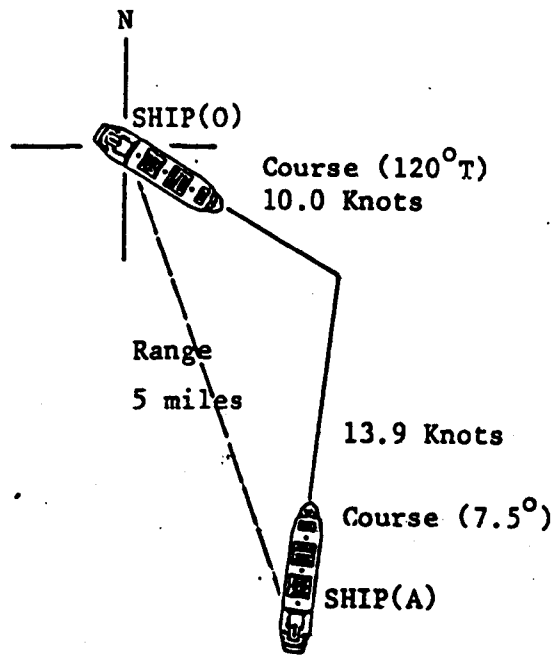 N
SHIP(O)
Course (120°T)
10.0 Knots
Range
5 miles
13.9 Knots
Course (7.5°)
SHIP(A)